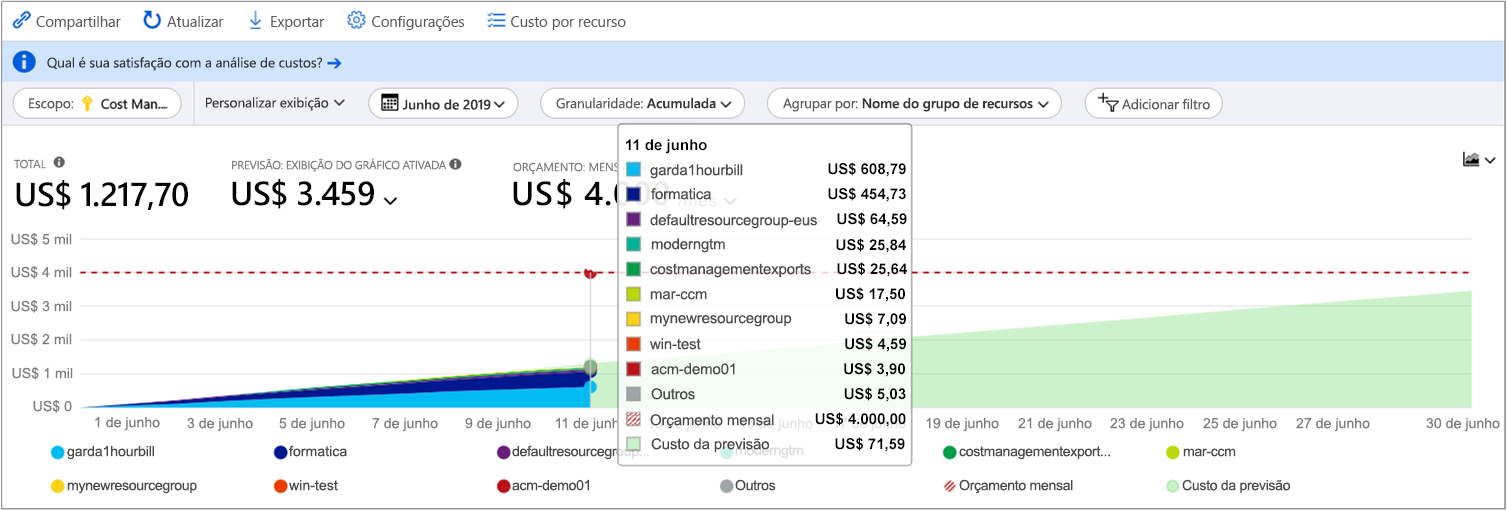 Compartilhar Atualizar Exportar Configurações Custo por recurso
Qual é sua satisfação com a análise de custos? →
Escopo: Cost Man... Personalizar exibição Junho de 2019 Granularidade: Acumulada Agrupar por: Nome do grupo de recursos Adicionar filtro
TOTAL PREVISÃO: EXIBIÇÃO DO GRÁFICO ATIVADA ORÇAMENTO: MENS
US$ 1.217,70 US$ 3.459 US$ 4.000 /mês
11 de junho
garda1hourbill US$ 608,79
formatica US$ 454,73
defaultresourcegroup-eus US$ 64,59
moderngtm US$ 25,84
costmanagementexports US$ 25,64
mar-ccm US$ 17,50
mynewresourcegroup US$ 7,09
win-test US$ 4,59
acm-demo01 US$ 3,90
Outros US$ 5,03
Orçamento mensal US$ 4.000,00
Custo da previsão US$ 71,59
US$ 5 mil
US$ 4 mil
US$ 3 mil
US$ 2 mil
US$ 1 mil
US$ 0
1 de junho 3 de junho 5 de junho 7 de junho 9 de junho 11 de junho 19 de junho 21 de junho 23 de junho 25 de junho 27 de junho 30 de junho
garda1hourbill formatica defaultresourcegroup... moderngtm costmanagementexport... mar-ccm
mynewresourcegroup win-test acm-demo01 Outros Orçamento mensal Custo da previsão